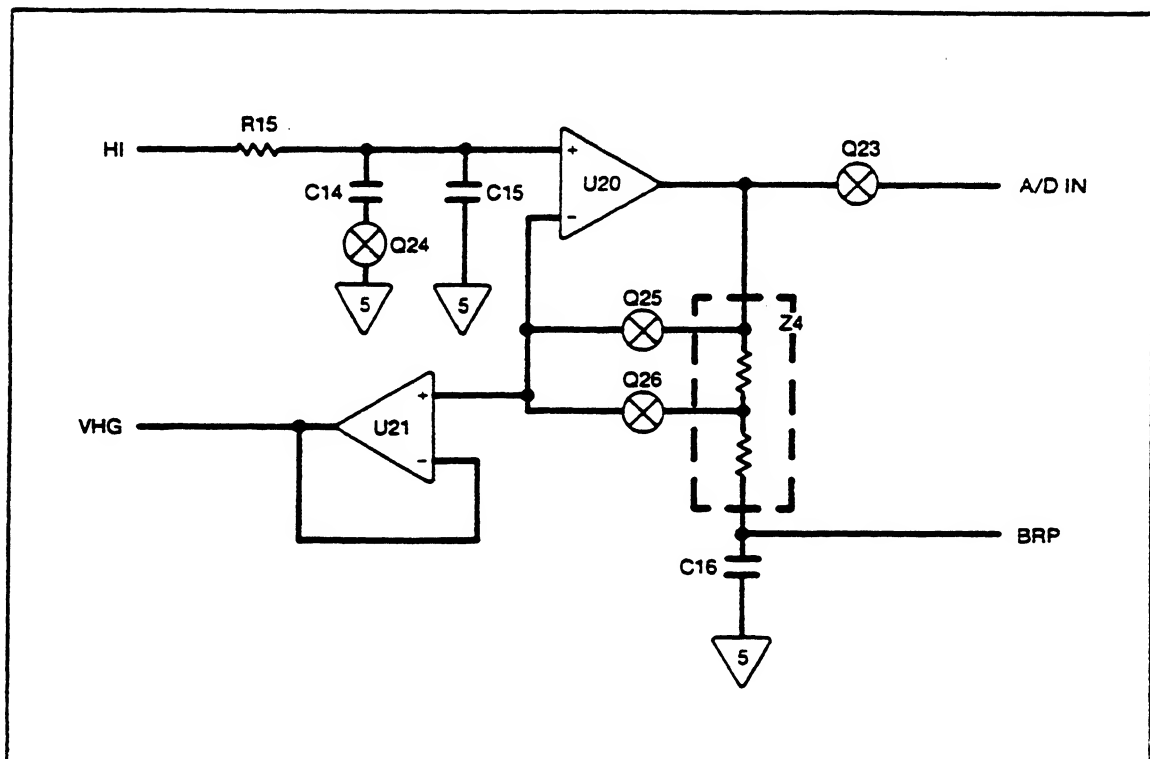 R15
HI
C14
C15
Q24
5
5
+
−
U20
Q23
A/D IN
Q25
Z4
Q26
VHG
U21
+
−
BRP
C16
5